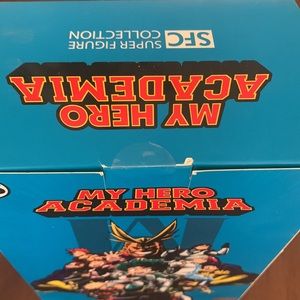 SFC SUPER FIGURE
COLLECTION
MY HERO
ACADEMIA
MY HERO
ACADEMIA